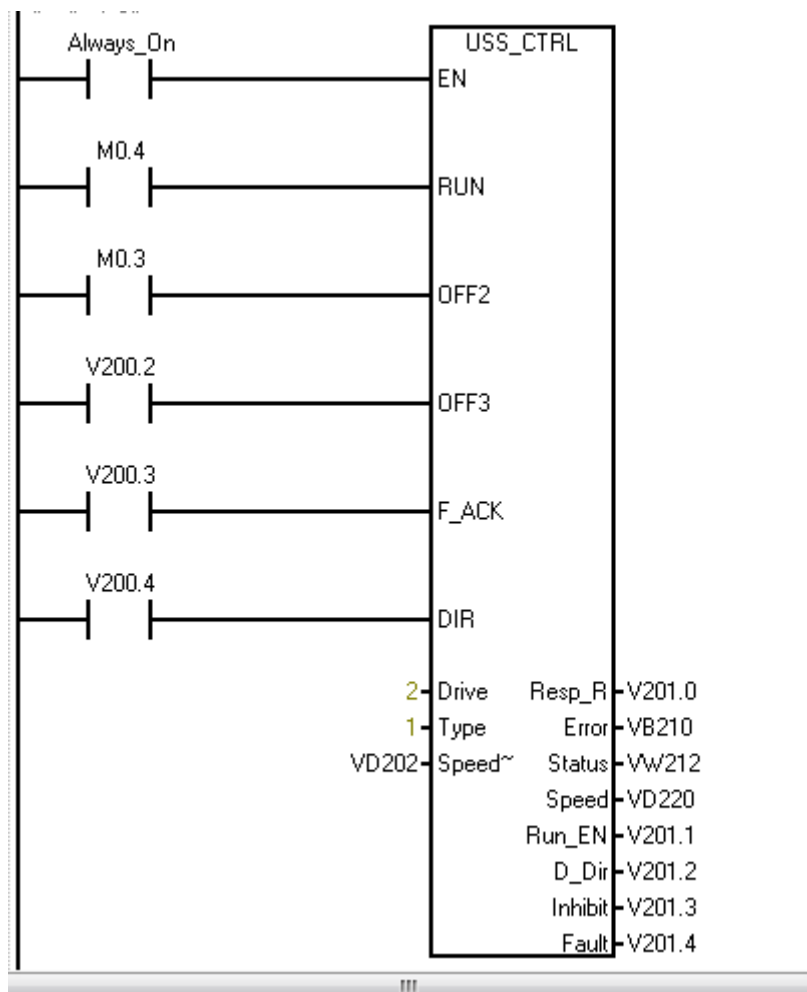 Always_On
USS_CTRL
EN
M0.4
RUN
M0.3
OFF2
V200.2
OFF3
V200.3
F_ACK
V200.4
DIR
2 Drive Resp_R V201.0
1 Type Error VB210
VD202 Speed~ Status VW212
Speed VD220
Run_EN V201.1
D_Dir V201.2
Inhibit V201.3
Fault V201.4